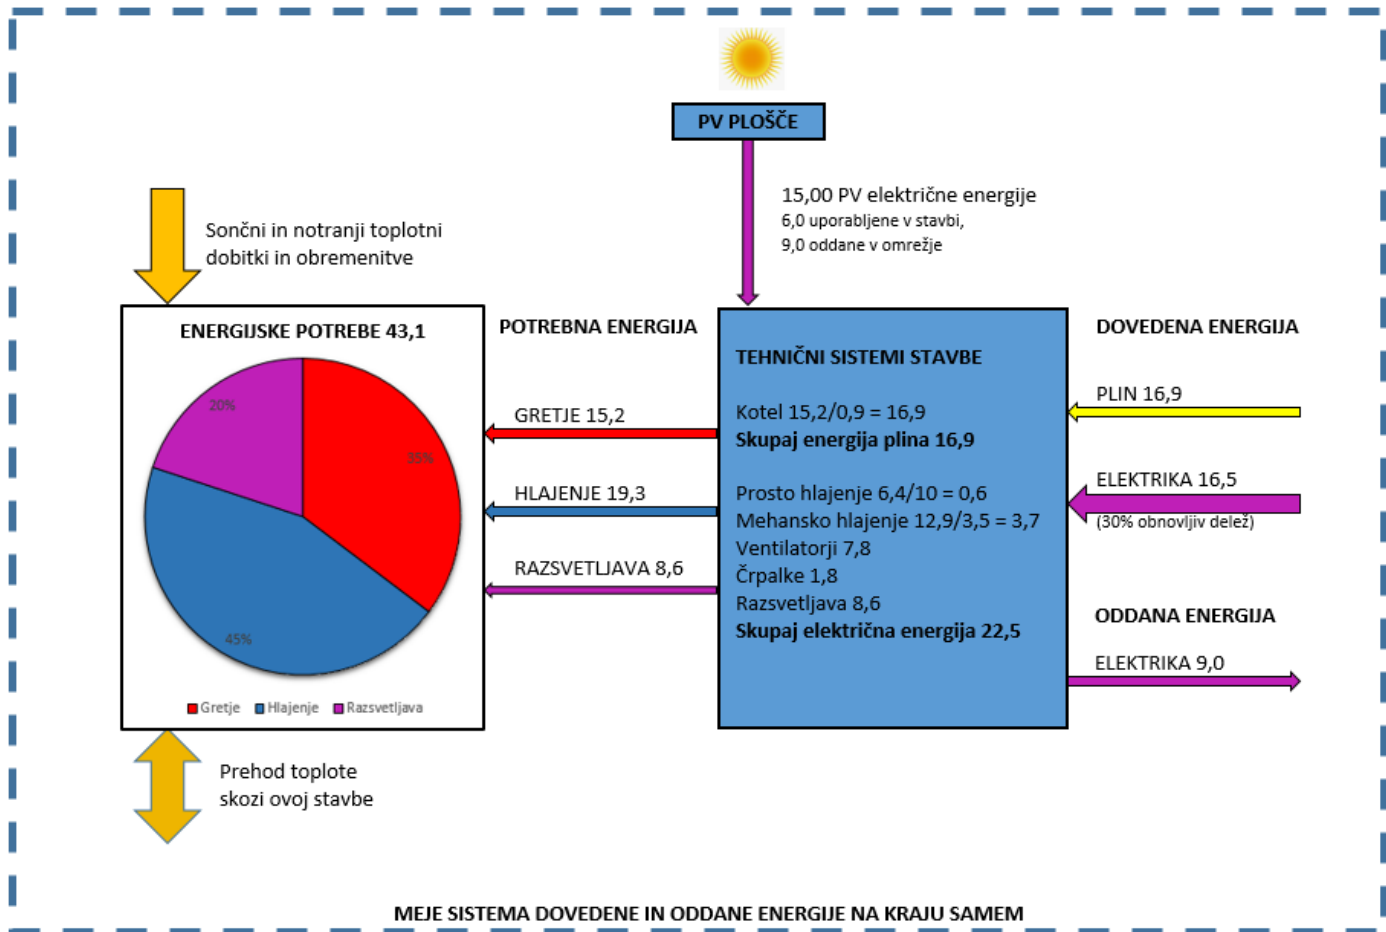 PV PLOŠČE
15,00 PV električne energije
6,0 uporabljene v stavbi,
9,0 oddane v omrežje
Sončni in notranji toplotni
dobitki in obremenitve
ENERGIJSKE POTREBE 43,1
20%
35%
45%
Gretje Hlajenje Razsvetljava
POTREBNA ENERGIJA
GRETJE 15,2
HLAJENJE 19,3
RAZSVETLJAVA 8,6
TEHNIČNI SISTEMI STAVBE
Kotel 15,2/0,9 = 16,9
Skupaj energija plina 16,9
Prosto hlajenje 6,4/10 = 0,6
Mehansko hlajenje 12,9/3,5 = 3,7
Ventilatorji 7,8
Črpalke 1,8
Razsvetljava 8,6
Skupaj električna energija 22,5
DOVEDENA ENERGIJA
PLIN 16,9
ELEKTRIKA 16,5
(30% obnovljiv delež)
ODDANA ENERGIJA
ELEKTRIKA 9,0
Prehod toplote
skozi ovoj stavbe
MEJE SISTEMA DOVEDENE IN ODDANE ENERGIJE NA KRAJU SAMEM